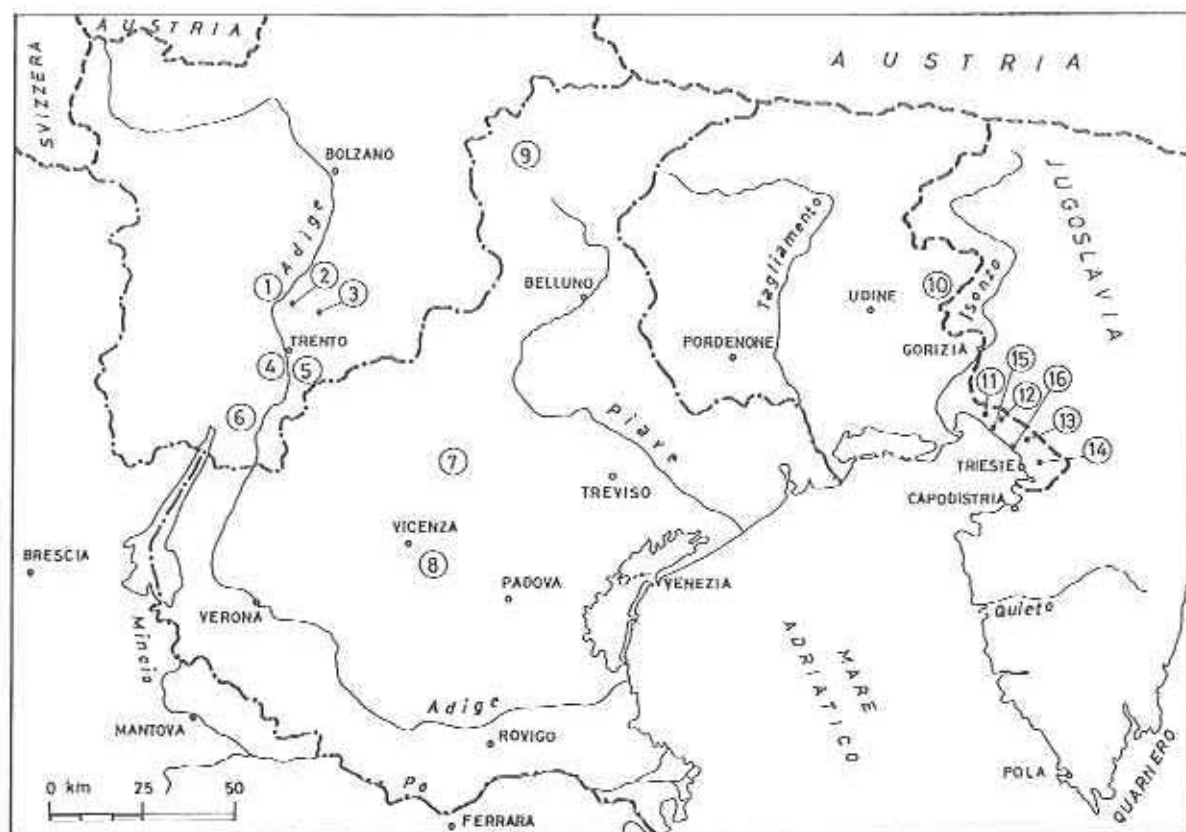 AUSTRIA
AUSTRIA
SVIZZERA
9
BOLZANO
JUGOSLAVIA
Adige
Tagliamento
1
2
3
BELLUNO
10
Isonzo
UDINE
TRENTO
PORDENONE
GORIZIA
4
5
15
16
11
12
6
13
Piave
7
14
TRIESTE
TREVISO
CAPODISTRIA
VICENZA
BRESCIA
8
PADOVA
VENEZIA
VERONA
Quieto
Mincio
MARE
ADRIATICO
Adige
MANTOVA
ROVIGO
QUARNERO
POLA
0 km 25 50
Po
FERRARA